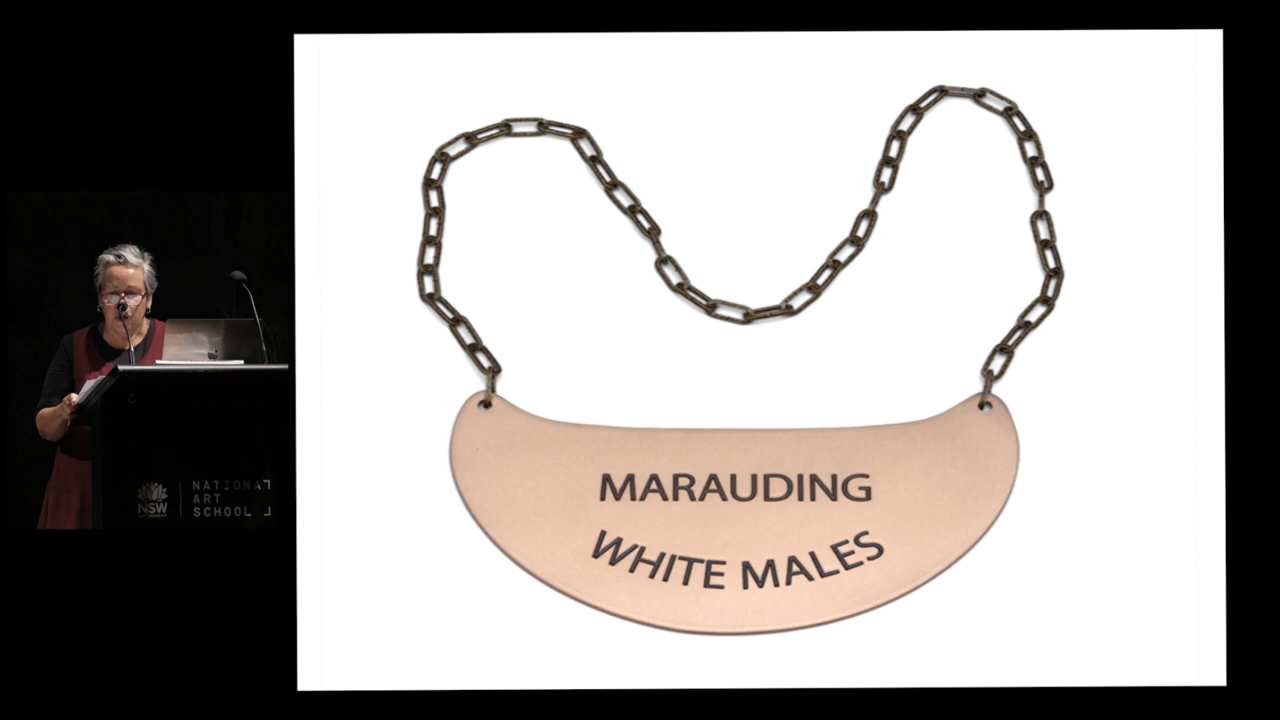 MARAUDING
WHITE MALES
NSW
NATIONAL
ART
SCHOOL